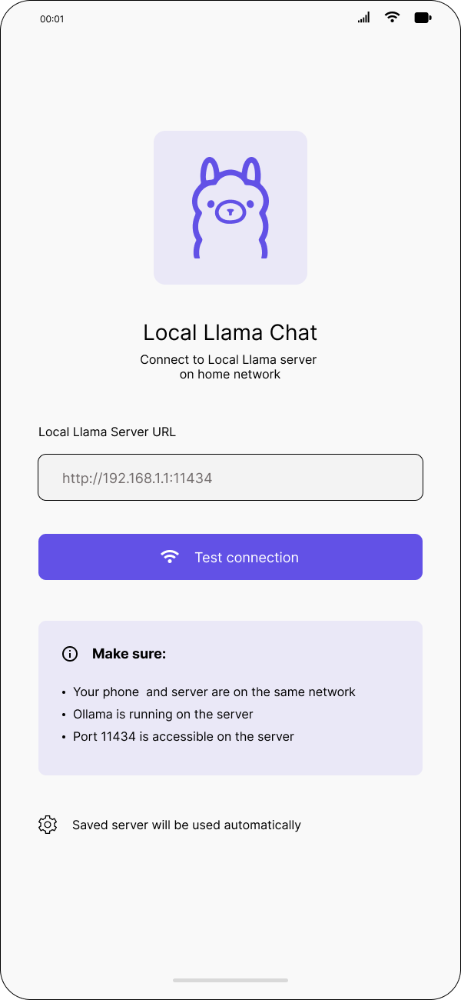 00:01
Local Llama Chat
Connect to Local Llama server
on home network
Local Llama Server URL
http://192.168.1.1:11434
Test connection
Make sure:
• Your phone  and server are on the same network
• Ollama is running on the server
• Port 11434 is accessible on the server
Saved server will be used automatically